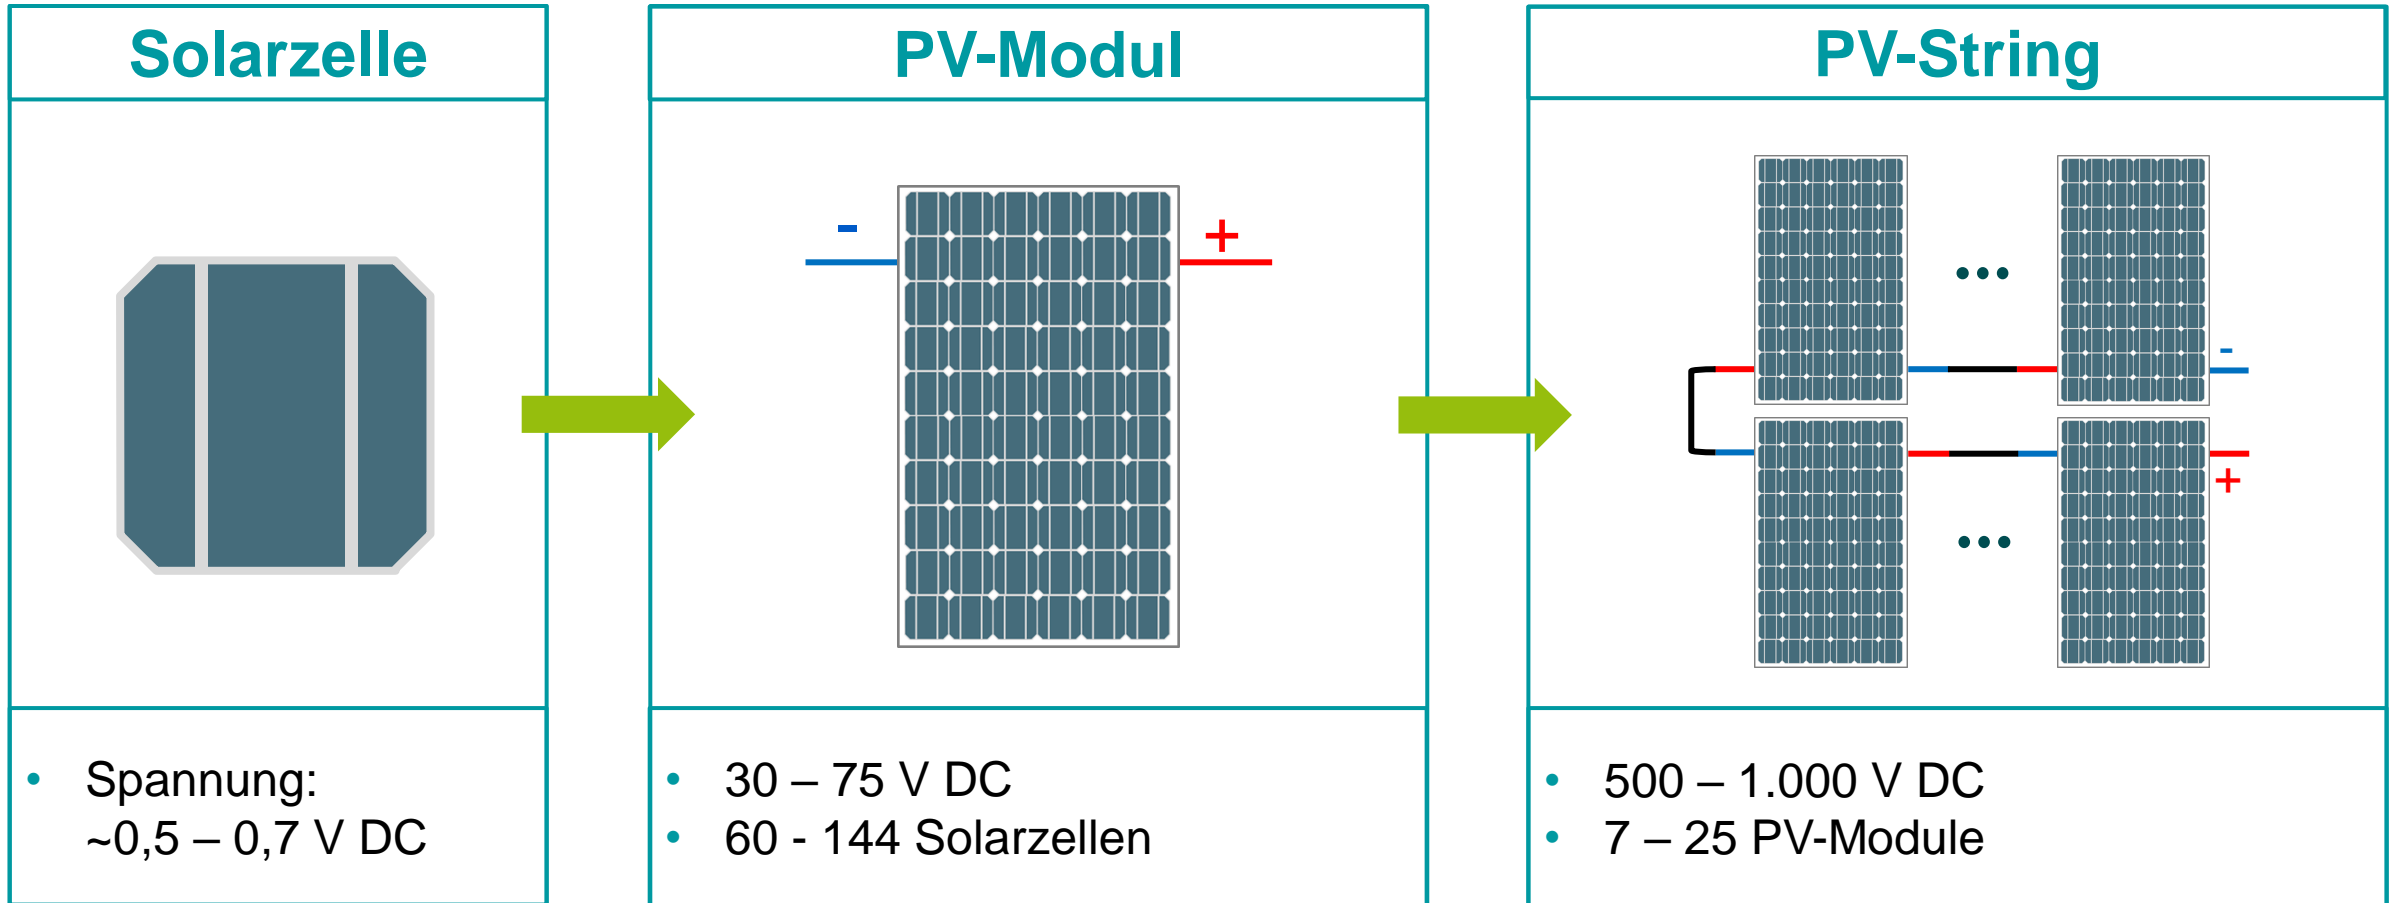 Solarzelle
PV-Modul
PV-String
-
+
-
+
• Spannung:
~0,5 – 0,7 V DC
• 30 – 75 V DC
• 60 - 144 Solarzellen
• 500 – 1.000 V DC
• 7 – 25 PV-Module